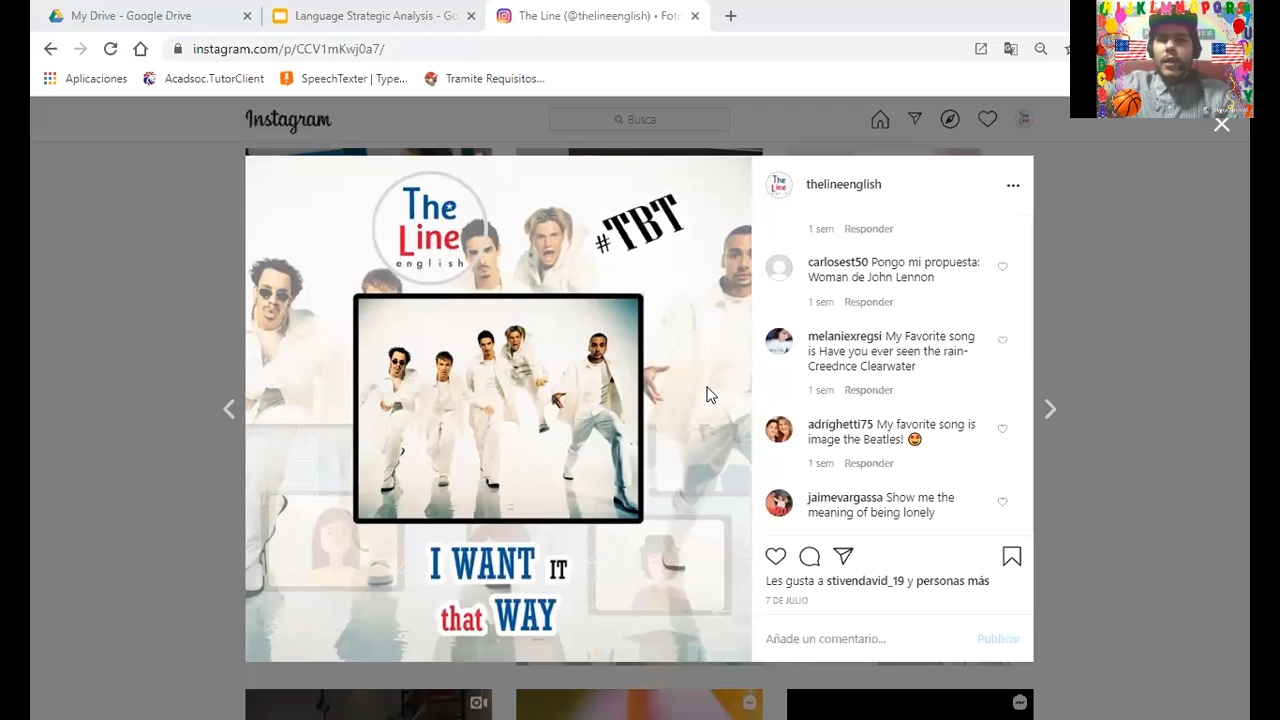 My Drive - Google Drive
Language Strategic Analysis - Go
The Line (@thelineenglish) • Foto
instagram.com/p/CCV1mKwj0a7/
Aplicaciones
Acadsoc.TutorClient
SpeechTexter | Type...
Tramite Requisitos...
Instagram
Busca
The
Line
english
#TBT
I WANT IT
that WAY
thelineenglish
1 sem Responder
carlosest50 Pongo mi propuesta:
Woman de John Lennon
1 sem Responder
melaniexregsi My Favorite song
is Have you ever seen the rain-
Creednce Clearwater
1 sem Responder
adrighetti75 My favorite song is
image the Beatles! 😍
1 sem Responder
jaimevargassa Show me the
meaning of being lonely
Les gusta a stivendavid_19 y personas más
7 DE JULIO
Añade un comentario...
Publicar